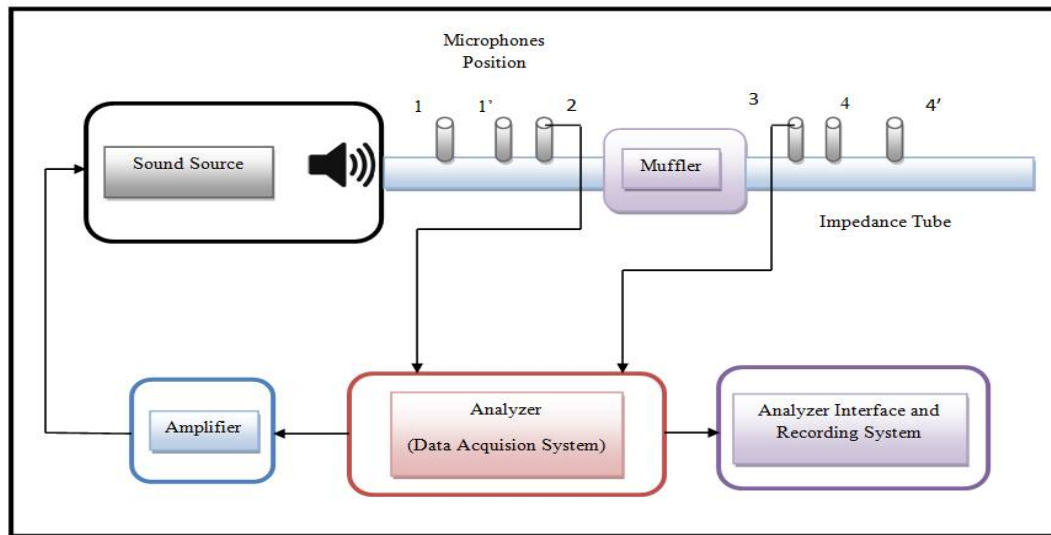 Microphones
Position
1
1’
2
3
4
4’
Sound Source
Muffler
Impedance Tube
Amplifier
Analyzer
(Data Acquision System)
Analyzer Interface and
Recording System